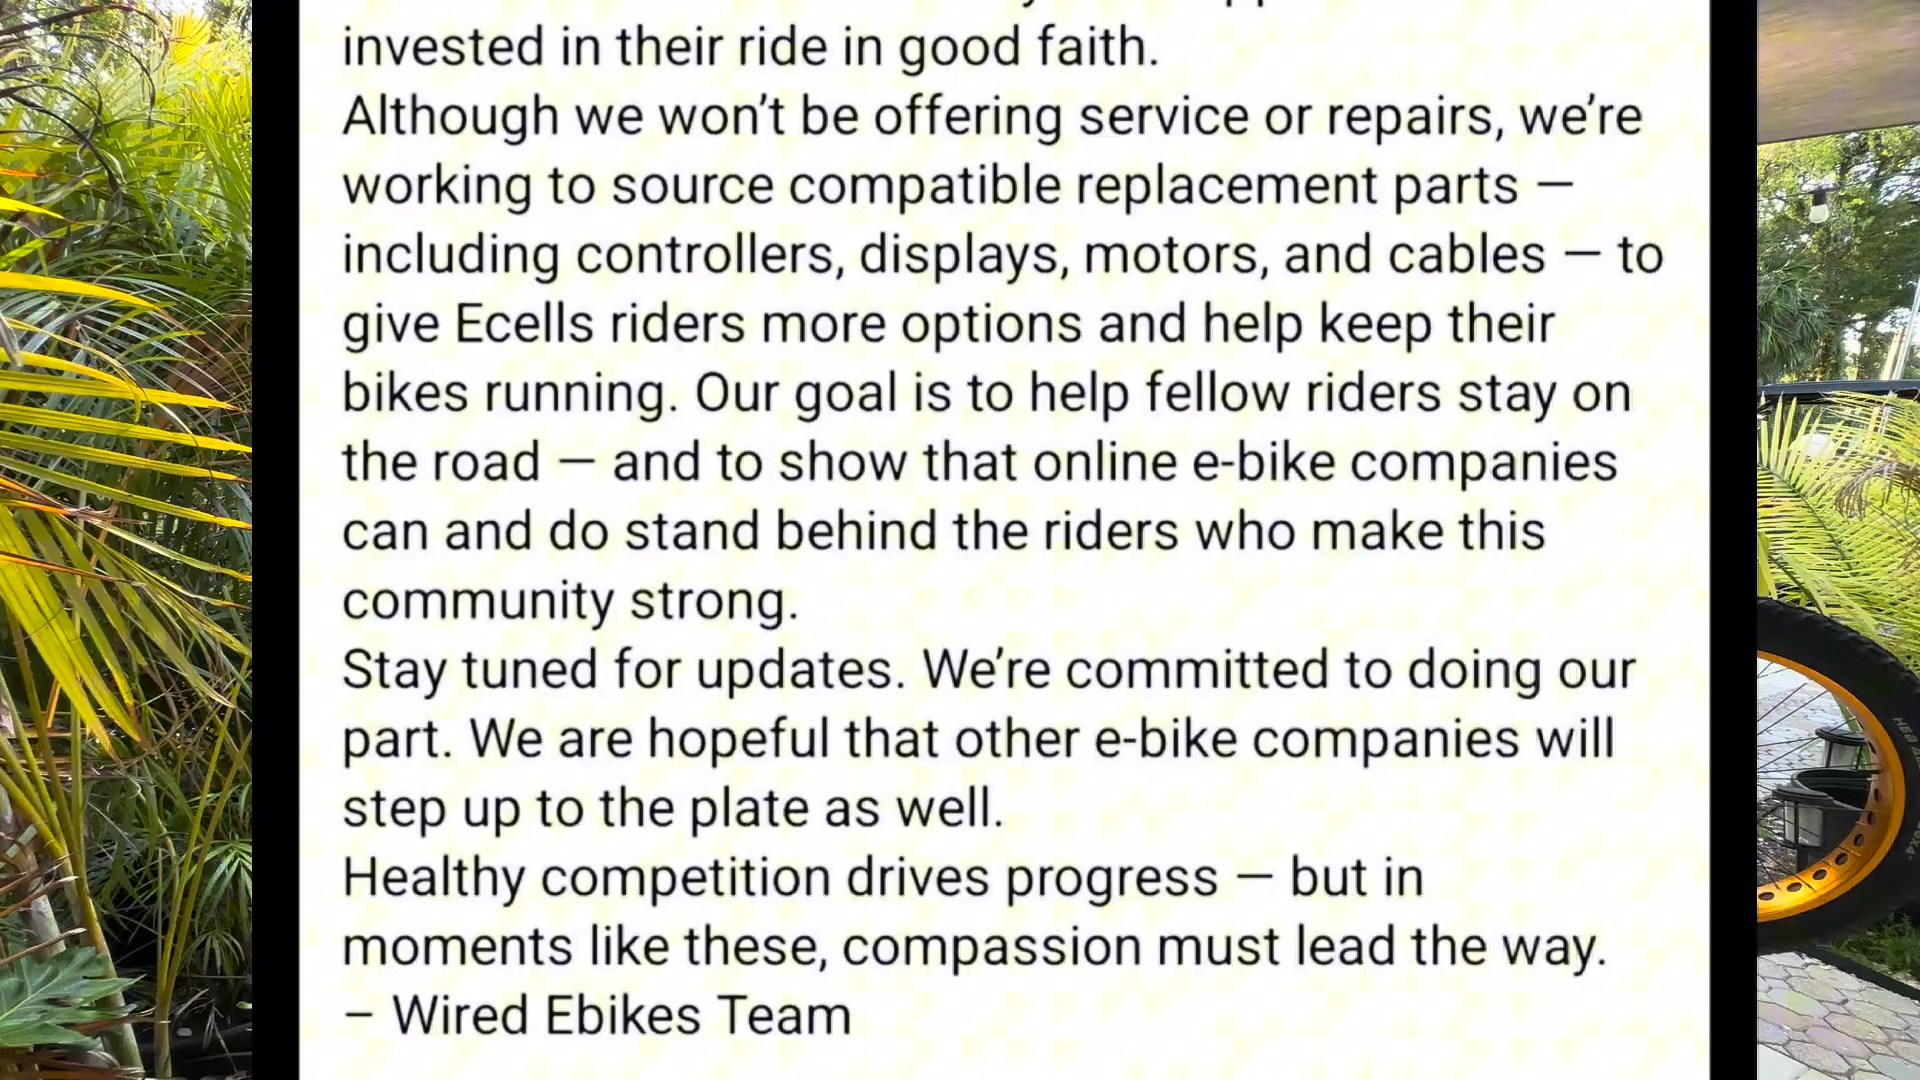 invested in their ride in good faith.
Although we won’t be offering service or repairs, we’re
working to source compatible replacement parts —
including controllers, displays, motors, and cables — to
give Ecells riders more options and help keep their
bikes running. Our goal is to help fellow riders stay on
the road — and to show that online e-bike companies
can and do stand behind the riders who make this
community strong.
Stay tuned for updates. We’re committed to doing our
part. We are hopeful that other e-bike companies will
step up to the plate as well.
Healthy competition drives progress — but in
moments like these, compassion must lead the way.
– Wired Ebikes Team